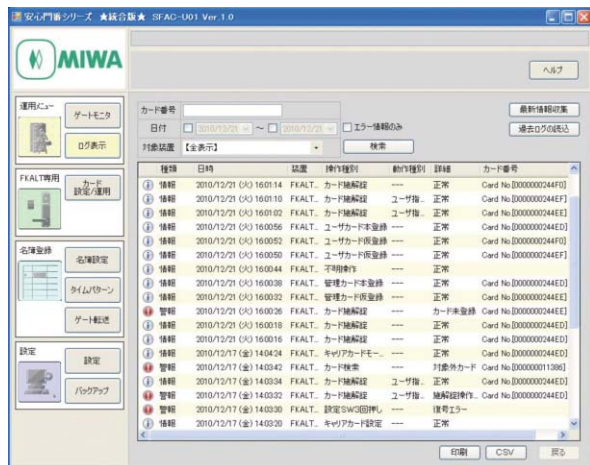 安心門番シリーズ ★統合版★ SFAC-U01 Ver.1.0
MIWA
ヘルプ
運用メニュー
ゲートモニタ
ログ表示
FKALT専用
カード
設定/運用
名簿登録
名簿設定
タイムパターン
ゲート転送
設定
設定
バックアップ
カード番号
最新情報収集
日付 2010/12/21 ～ 2010/12/21 エラー情報のみ
過去ログの読込
対象装置 【全表示】 検索
種類 日時 装置 操作種別 動作種別 詳細 カード番号
情報 2010/12/21 (火) 16:01:14 FKALT... カード施解錠 --- 正常 Card No.[0000000244F0]
情報 2010/12/21 (火) 16:01:10 FKALT... カード施解錠 ユーザ指... 正常 Card No.[0000000244EF]
情報 2010/12/21 (火) 16:01:02 FKALT... カード施解錠 ユーザ指... 正常 Card No.[0000000244EE]
情報 2010/12/21 (火) 16:00:56 FKALT... ユーザカード本登録 --- 正常 Card No.[0000000244ED]
情報 2010/12/21 (火) 16:00:52 FKALT... ユーザカード仮登録 --- 正常 Card No.[0000000244F0]
情報 2010/12/21 (火) 16:00:50 FKALT... ユーザカード仮登録 --- 正常 Card No.[0000000244EF]
情報 2010/12/21 (火) 16:00:44 FKALT... 不明操作 --- 正常
情報 2010/12/21 (火) 16:00:38 FKALT... 管理カード本登録 --- 正常 Card No.[0000000244ED]
情報 2010/12/21 (火) 16:00:32 FKALT... 管理カード仮登録 --- 正常 Card No.[0000000244EE]
警報 2010/12/21 (火) 16:00:26 FKALT... カード施解錠 --- カード未登録 Card No.[0000000244EE]
情報 2010/12/21 (火) 16:00:18 FKALT... カード施解錠 --- 正常 Card No.[0000000244ED]
情報 2010/12/21 (火) 16:00:16 FKALT... カード施解錠 --- 正常 Card No.[0000000244ED]
情報 2010/12/17 (金) 14:04:24 FKALT... キャリアカードモー... --- 正常 Card No.[0000000244ED]
警報 2010/12/17 (金) 14:03:42 FKALT... カード検索 --- 対象外カード Card No.[000000011386]
情報 2010/12/17 (金) 14:03:34 FKALT... カード施解錠 ユーザ指... 正常 Card No.[0000000244ED]
警報 2010/12/17 (金) 14:03:32 FKALT... カード施解錠 ユーザ指... 施解錠操作... Card No.[0000000244ED]
警報 2010/12/17 (金) 14:03:30 FKALT... 設定SW3回押し --- 復号エラー
情報 2010/12/17 (金) 14:03:20 FKALT... キャリアカード設定 --- 正常
印刷 CSV 戻る